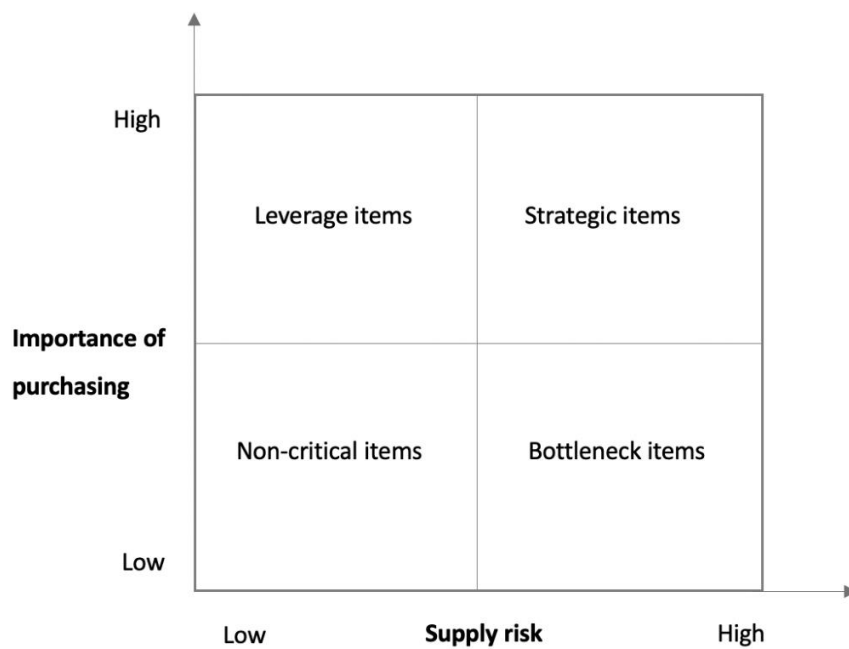 High
Leverage items
Strategic items
Importance of
purchasing
Non-critical items
Bottleneck items
Low
Low
Supply risk
High